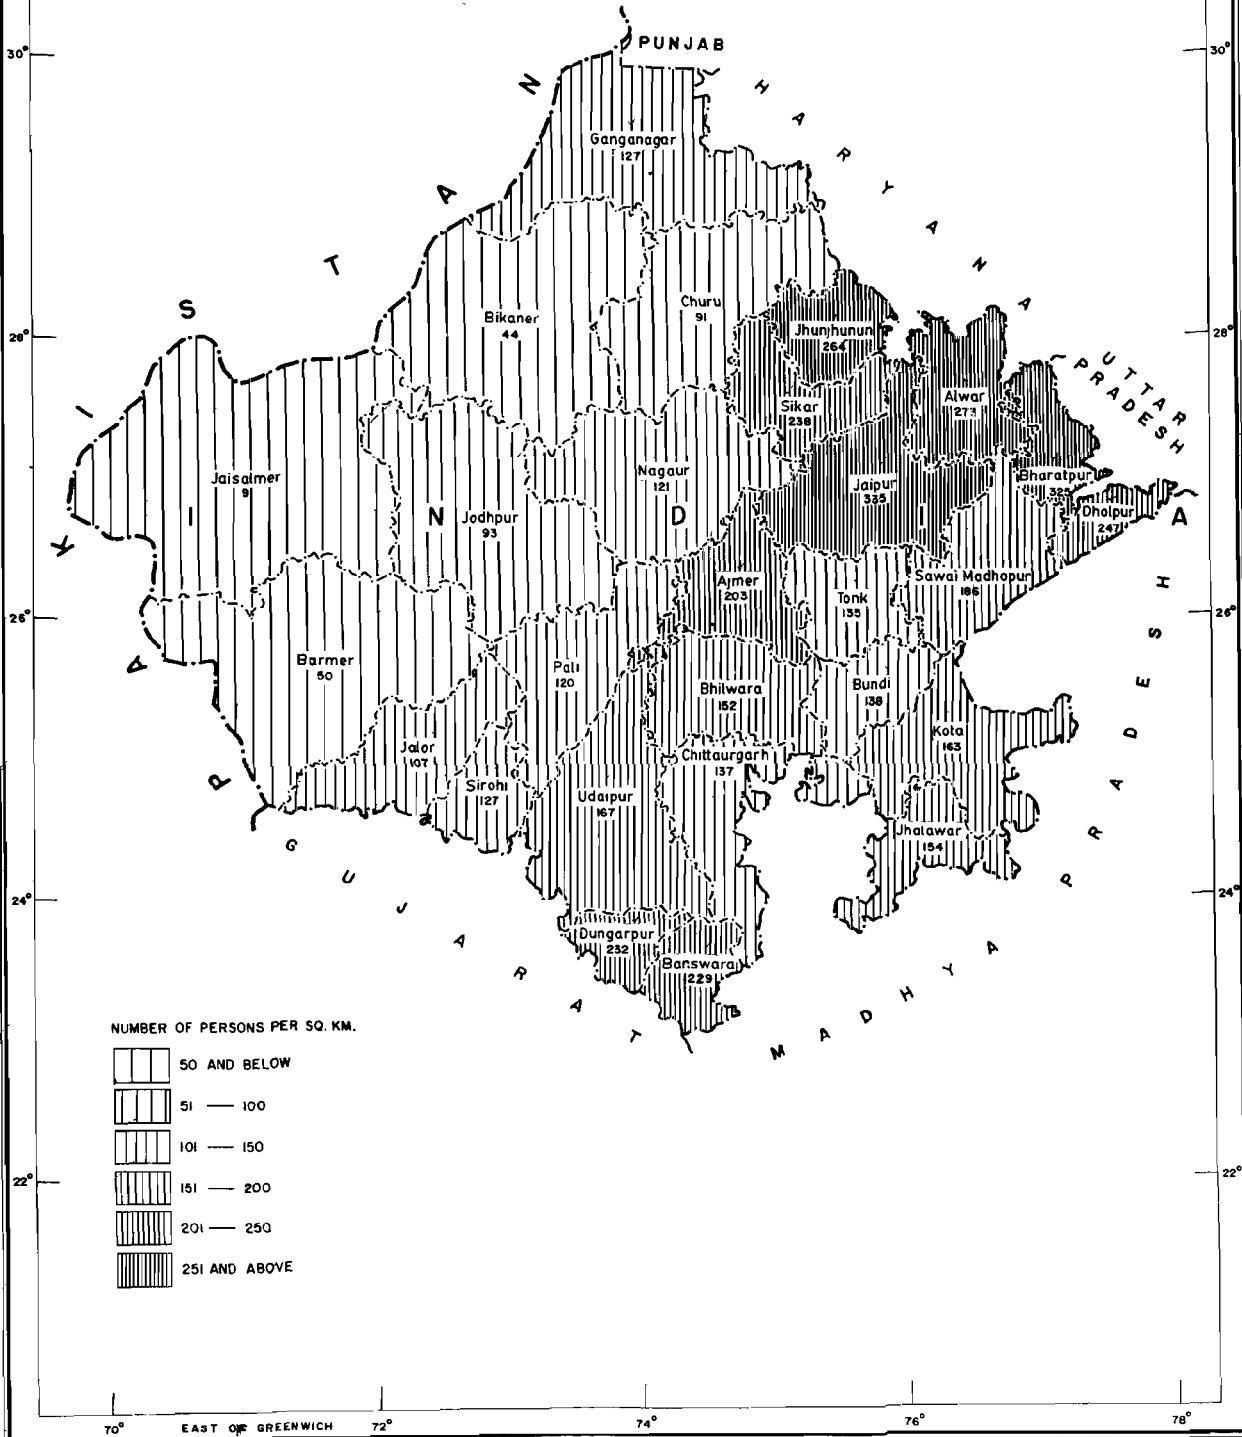 30°
PUNJAB
30°
HARYANA
PAKISTAN
Ganganagar
127
Churu
91
Bikaner
44
28°
28°
Jhunjhunun
264
UTTAR
PRADESH
Alwar
273
Sikar
238
Nagaur
121
Jaisalmer
9
Jaipur
335
Bharatpur
325
Dholpur
247
INDIA
Jodhpur
93
Ajmer
203
Tonk
135
Sawai Madhopur
186
26°
26°
Barmer
50
Pali
120
Bhilwara
152
Bundi
138
Kota
163
Jalor
107
Chittaurgarh
137
Sirohi
127
Udaipur
167
Jhalawar
154
GUJARAT
24°
24°
Dungarpur
232
Banswara
229
MADHYA PRADESH
NUMBER OF PERSONS PER SQ. KM.
50 AND BELOW
51 — 100
101 — 150
151 — 200
201 — 250
251 AND ABOVE
22°
22°
70°
EAST OF GREENWICH
72°
74°
76°
78°